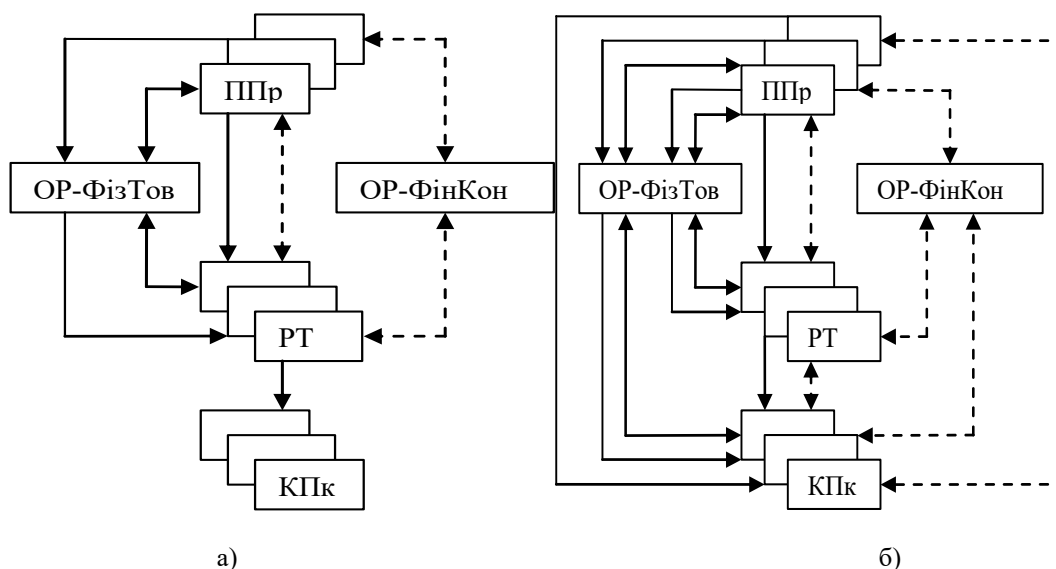 ППр
ППр
ОР-ФізТов
ОР-ФінКон
ОР-ФізТов
ОР-ФінКон
РТ
РТ
КПк
КПк
а)
б)